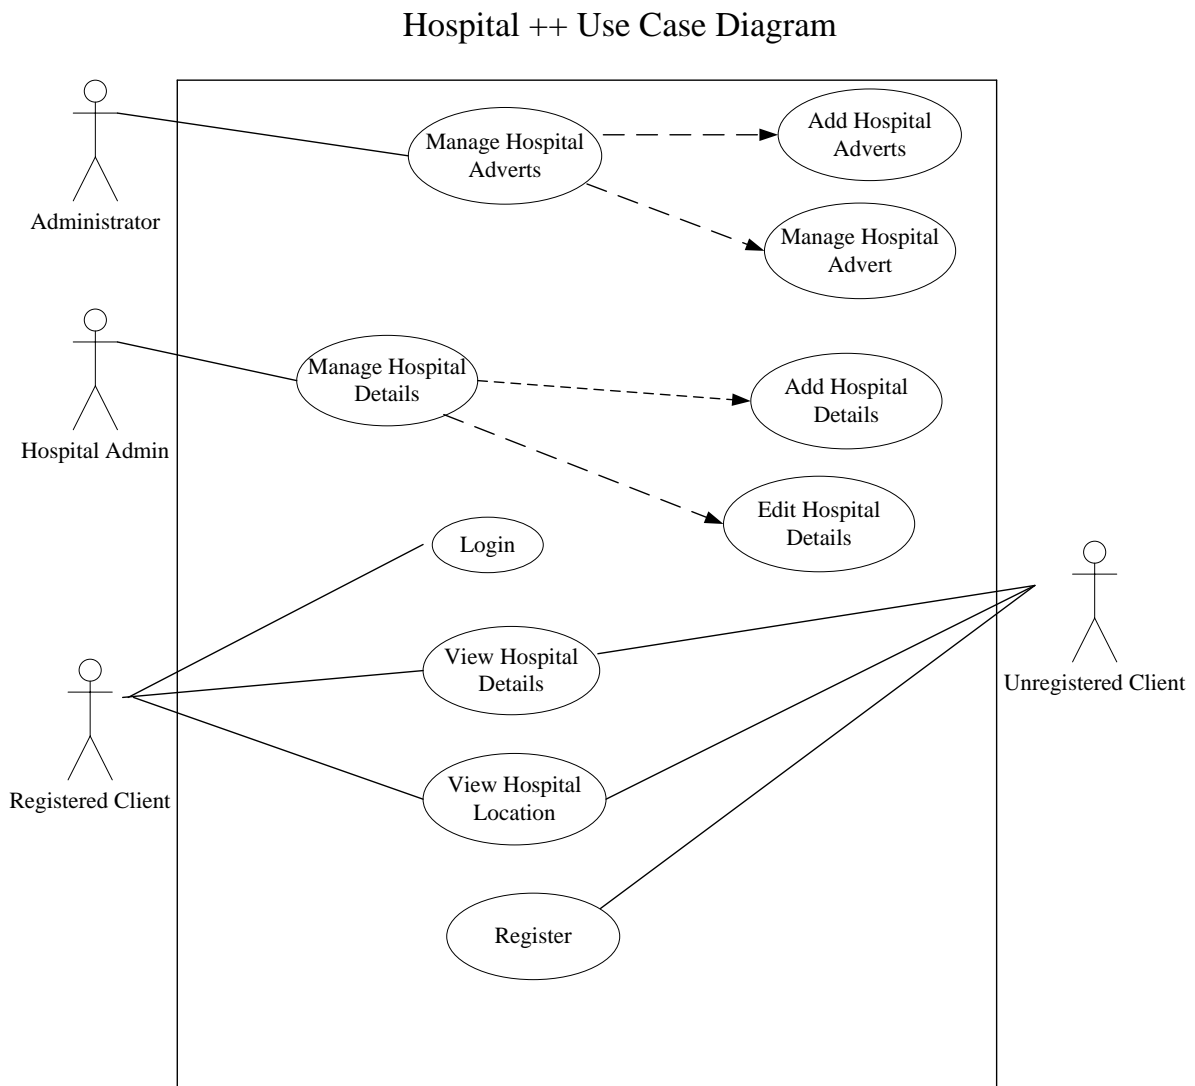 Hospital ++ Use Case Diagram
Administrator
Manage Hospital
Adverts
Add Hospital
Adverts
Manage Hospital
Advert
Hospital Admin
Manage Hospital
Details
Add Hospital
Details
Edit Hospital
Details
Login
View Hospital
Details
Unregistered Client
Registered Client
View Hospital
Location
Register